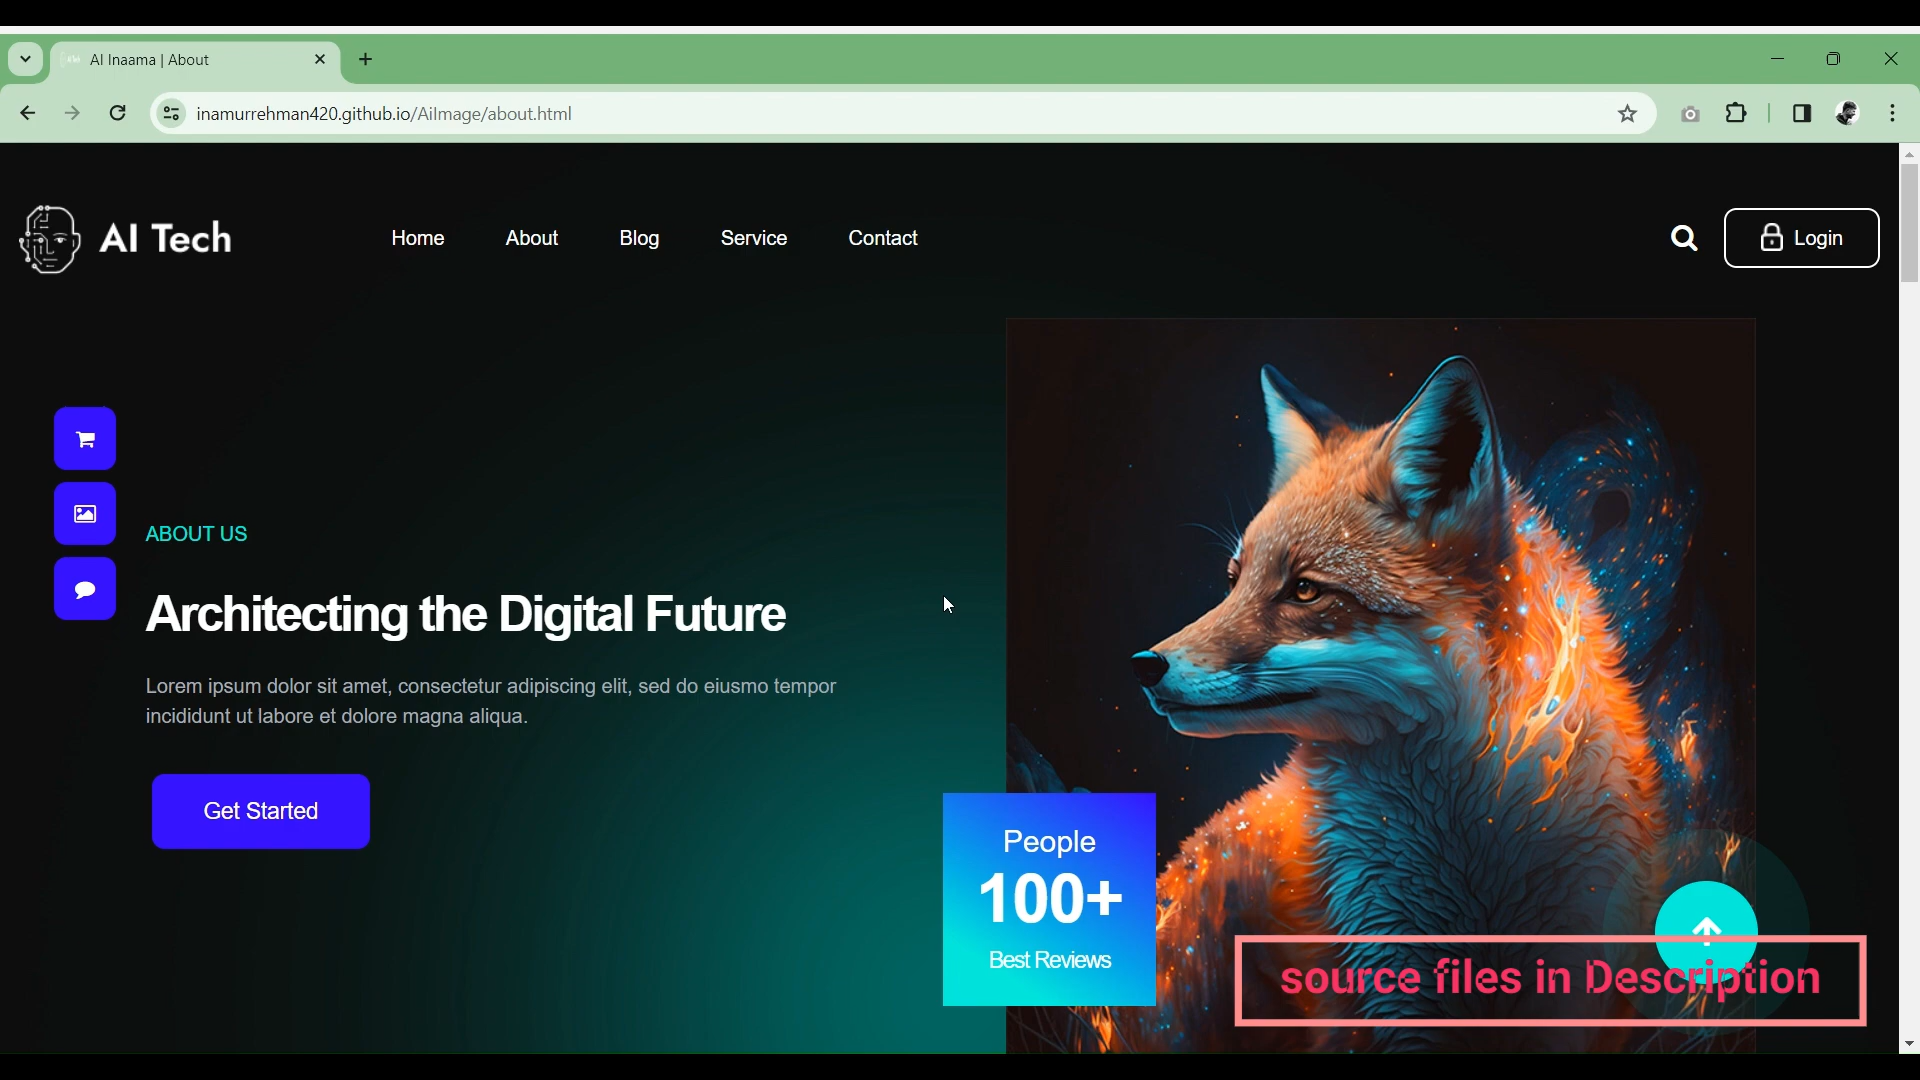 AI Inaama | About
inamurrehman420.github.io/AiImage/about.html
AI Tech
Home
About
Blog
Service
Contact
Login
ABOUT US
Architecting the Digital Future
Lorem ipsum dolor sit amet, consectetur adipiscing elit, sed do eiusmo tempor
incididunt ut labore et dolore magna aliqua.
Get Started
People
100+
Best Reviews
source files in Description